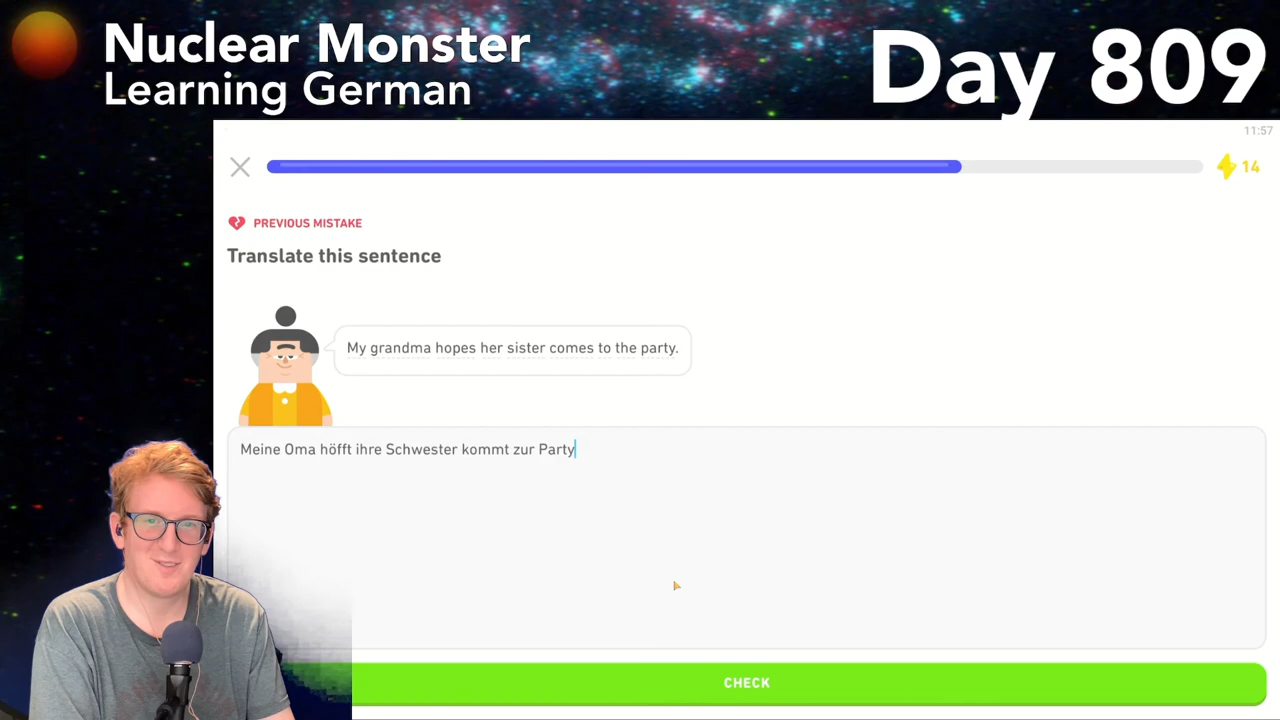 Nuclear Monster
Learning German
Day 809
11:57
14
PREVIOUS MISTAKE
Translate this sentence
My grandma hopes her sister comes to the party.
Meine Oma höfft ihre Schwester kommt zur Party
CHECK